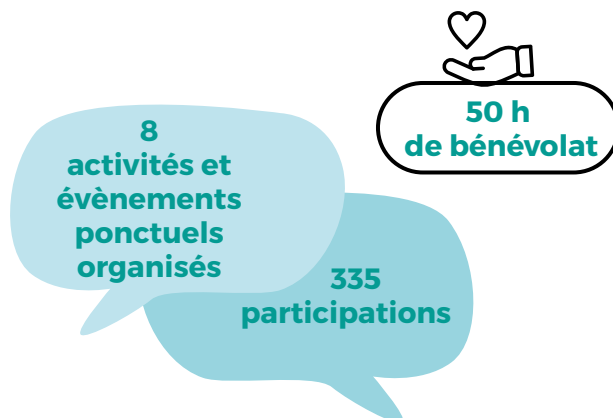 8
activités et
évènements
ponctuels
organisés
50 h
de bénévolat
335
participations